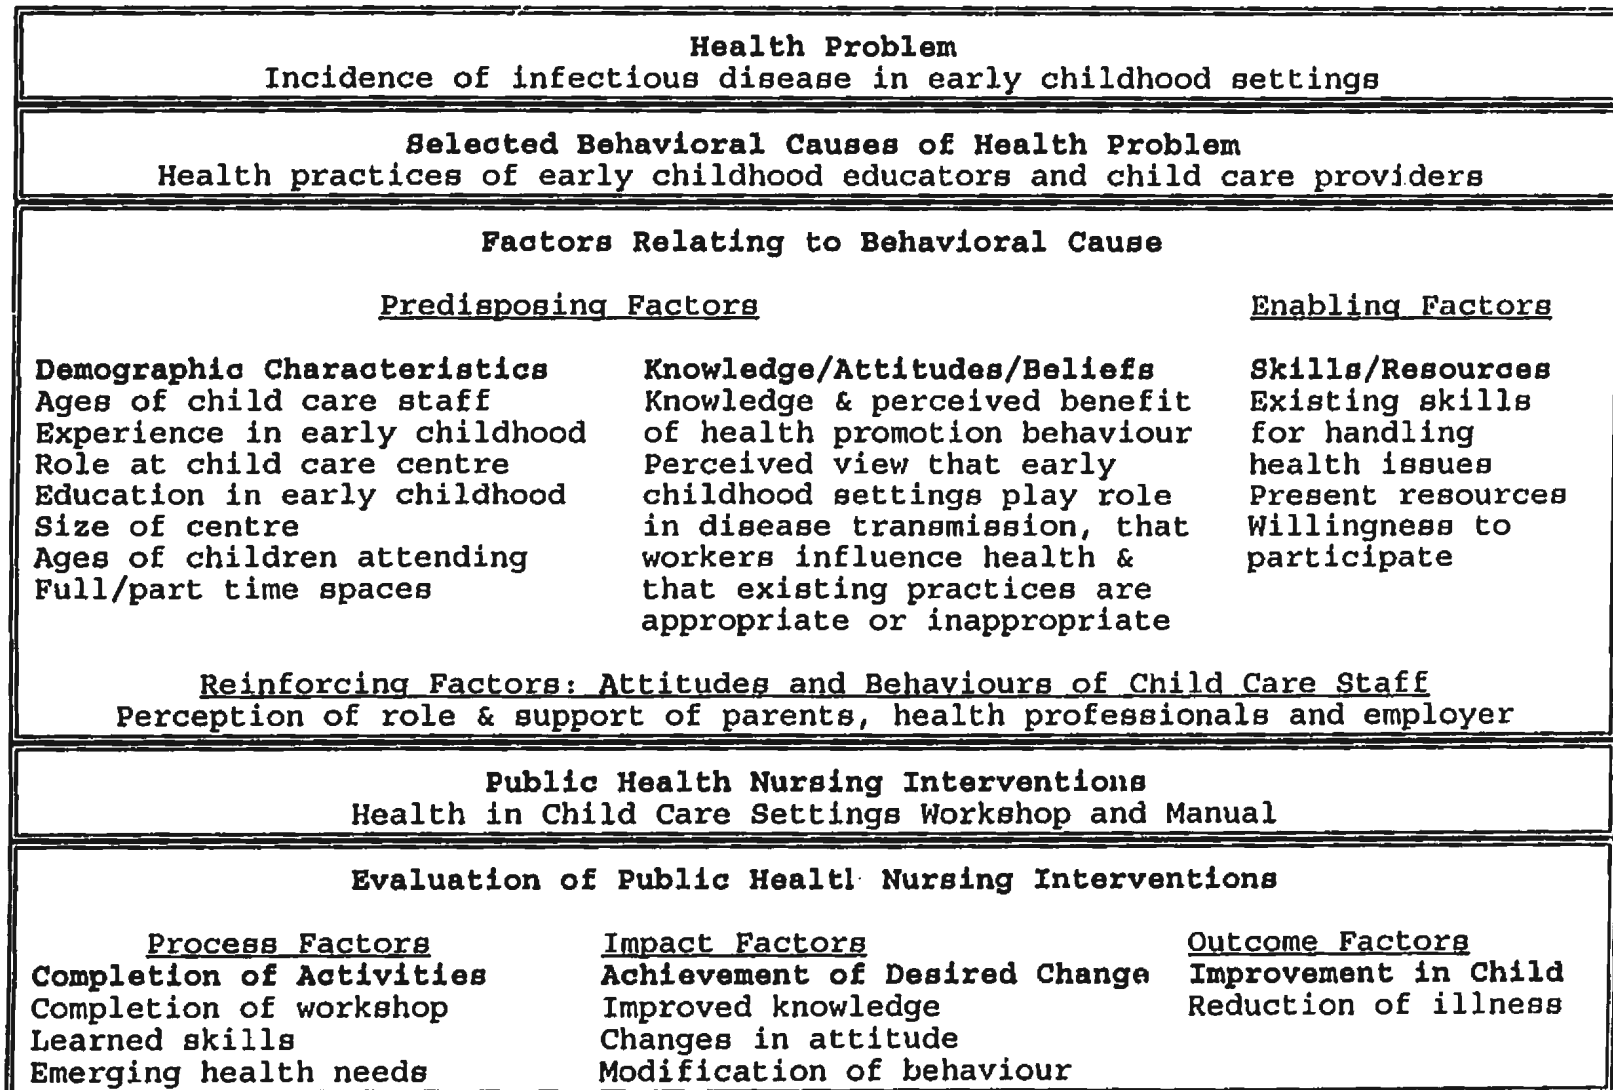 Health Problem
Incidence of infectious disease in early childhood settings
Selected Behavioral Causes of Health Problem
Health practices of early childhood educators and child care providers
Factors Relating to Behavioral Cause
Predisposing Factors
Enabling Factors
Demographic Characteristics
Ages of child care staff
Experience in early childhood
Role at child care centre
Education in early childhood
Size of centre
Ages of children attending
Full/part time spaces
Knowledge/Attitudes/Beliefs
Knowledge & perceived benefit
of health promotion behaviour
Perceived view that early
childhood settings play role
in disease transmission, that
workers influence health &
that existing practices are
appropriate or inappropriate
Skills/Resources
Existing skills
for handling
health issues
Present resources
Willingness to
participate
Reinforcing Factors: Attitudes and Behaviours of Child Care Staff
Perception of role & support of parents, health professionals and employer
Public Health Nursing Interventions
Health in Child Care Settings Workshop and Manual
Evaluation of Public Health Nursing Interventions
Process Factors
Completion of Activities
Completion of workshop
Learned skills
Emerging health needs
Impact Factors
Achievement of Desired Change
Improved knowledge
Changes in attitude
Modification of behaviour
Outcome Factors
Improvement in Child
Reduction of illness